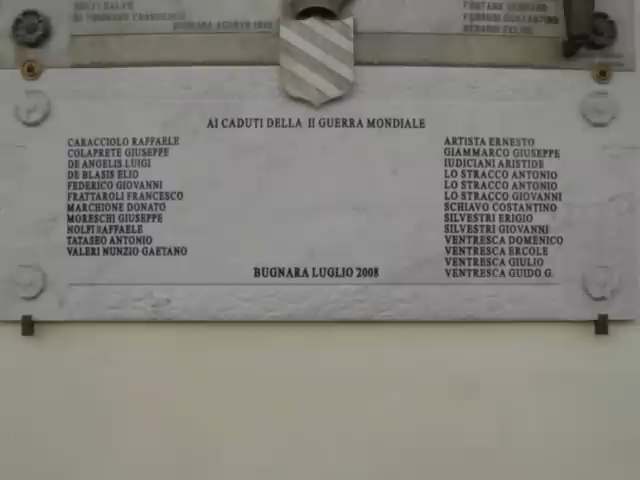 BUGNARA AGOSTO
AI CADUTI DELLA II GUERRA MONDIALE
CARACCIOLO RAFFAELE
COLAPRETE GIUSEPPE
DE ANGELIS LUIGI
DE BLASIS ELIO
FEDERICO GIOVANNI
FRATTAROLI FRANCESCO
MARCHIONE DONATO
MORESCHI GIUSEPPE
NOLFI RAFFAELE
TATASEO ANTONIO
VALERI NUNZIO GAETANO
ARTISTA ERNESTO
GIAMMARCO GIUSEPPE
IUDICIANI ARISTIDE
LO STRACCO ANTONIO
LO STRACCO ANTONIO
LO STRACCO GIOVANNI
SCHIAVO COSTANTINO
SILVESTRI ERIGIO
SILVESTRI GIOVANNI
VENTRESCA DOMENICO
VENTRESCA ERCOLE
VENTRESCA GIULIO
VENTRESCA GUIDO G.
BUGNARA LUGLIO 2008